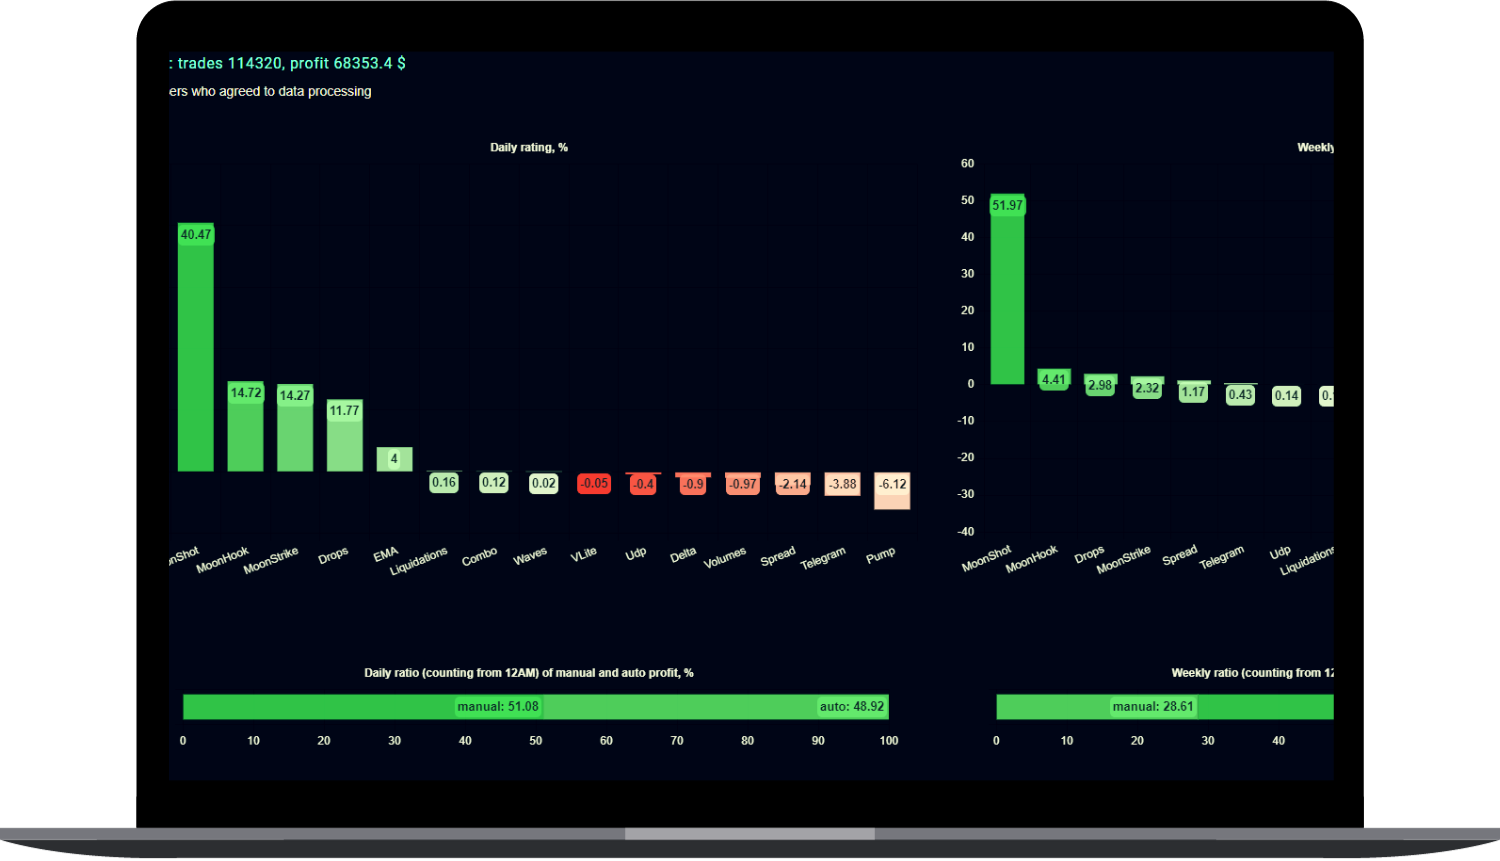 : trades 114320, profit 68353.4 $
ers who agreed to data processing
Daily rating, %
40.47
14.72
14.27
11.77
4
0.16
0.12
0.02
-0.05
-0.4
-0.9
-0.97
-2.14
-3.88
-6.12
onShot
MoonHook
MoonStrike
Drops
EMA
Liquidations
Combo
Waves
VLite
Udp
Delta
Volumes
Spread
Telegram
Pump
Weekly
60
50
40
30
20
10
0
-10
-20
-30
-40
51.97
4.41
2.98
2.32
1.17
0.43
0.14
0.
MoonShot
MoonHook
Drops
MoonStrike
Spread
Telegram
Udp
Liquidations
Daily ratio (counting from 12AM) of manual and auto profit, %
manual: 51.08
auto: 48.92
0 10 20 30 40 50 60 70 80 90 100
Weekly ratio (counting from 12
manual: 28.61
0 10 20 30 40